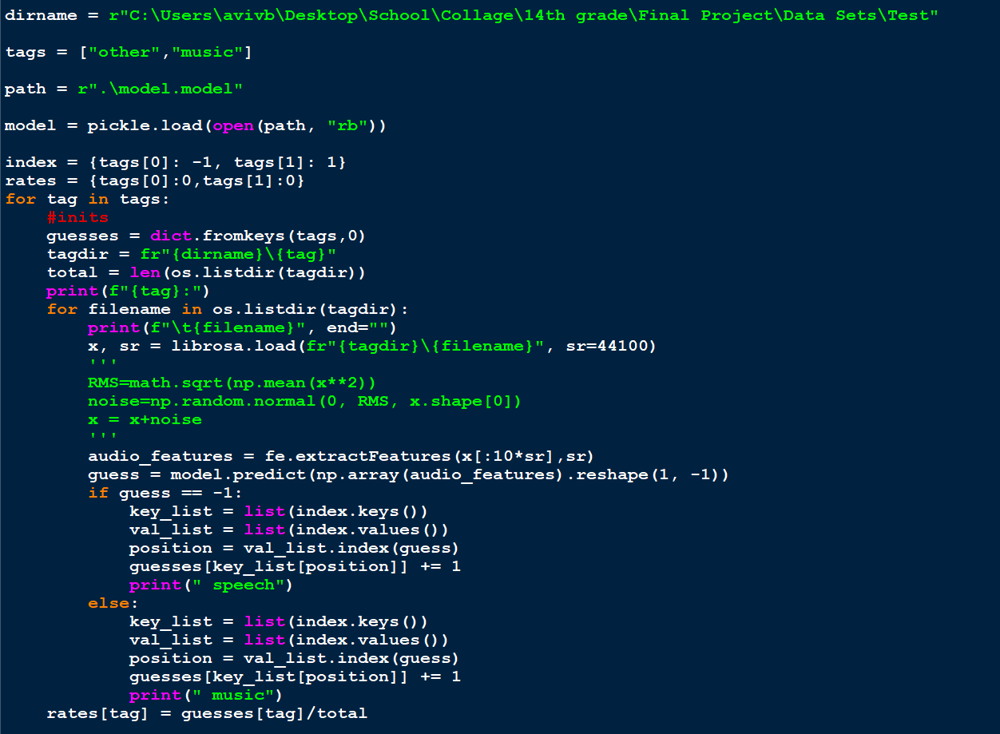 dirname = r"C:\Users\avivb\Desktop\School\Collage\14th grade\Final Project\Data Sets\Test"

tags = ["other","music"]

path = r".\model.model"

model = pickle.load(open(path, "rb"))

index = {tags[0]: -1, tags[1]: 1}
rates = {tags[0]:0,tags[1]:0}
for tag in tags:
    #inits
    guesses = dict.fromkeys(tags,0)
    tagdir = fr"{dirname}\{tag}"
    total = len(os.listdir(tagdir))
    print(f"{tag}:")
    for filename in os.listdir(tagdir):
        print(f"\t{filename}", end="")
        x, sr = librosa.load(fr"{tagdir}\{filename}", sr=44100)
        '''
        RMS=math.sqrt(np.mean(x**2))
        noise=np.random.normal(0, RMS, x.shape[0])
        x = x+noise
        '''
        audio_features = fe.extractFeatures(x[:10*sr],sr)
        guess = model.predict(np.array(audio_features).reshape(1, -1))
        if guess == -1:
            key_list = list(index.keys())
            val_list = list(index.values())
            position = val_list.index(guess)
            guesses[key_list[position]] += 1
            print(" speech")
        else:
            key_list = list(index.keys())
            val_list = list(index.values())
            position = val_list.index(guess)
            guesses[key_list[position]] += 1
            print(" music")
    rates[tag] = guesses[tag]/total